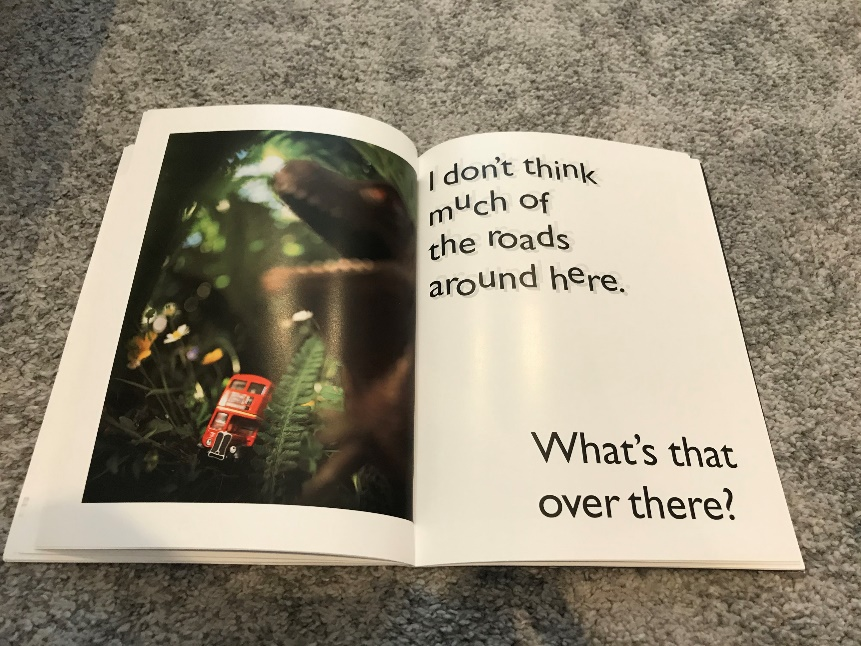 I don't think
much of
the roads
around here.
What's that
over there?